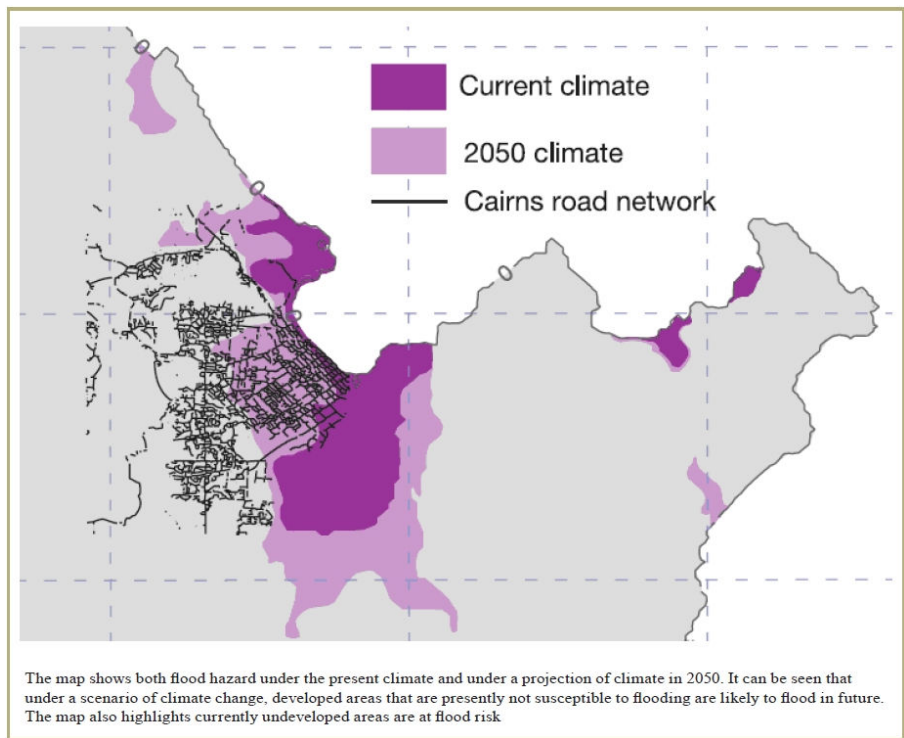 Current climate
2050 climate
Cairns road network
The map shows both flood hazard under the present climate and under a projection of climate in 2050. It can be seen that
under a scenario of climate change, developed areas that are presently not susceptible to flooding are likely to flood in future.
The map also highlights currently undeveloped areas are at flood risk